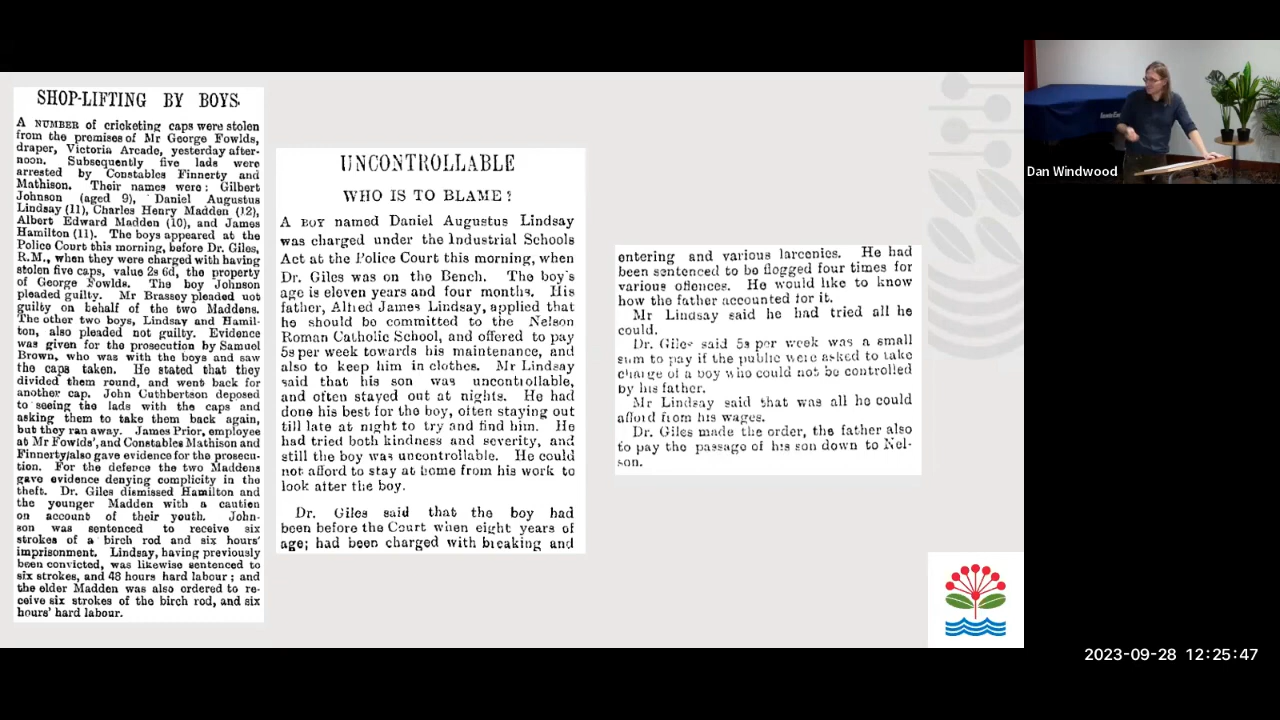 SHOP-LIFTING BY BOYS.
A NUMBER of cricketing caps were stolen
from the premises of Mr George Fowlds,
draper, Victoria Arcade, yesterday after-
noon. Subsequently five lads were
arrested by Constables Finnerty and
Mathison. Their names were: Gilbert
Johnson (aged 9), Daniel Augustus
Lindsay (11), Charles Henry Madden (12),
Albert Edward Madden (10), and James
Hamilton (11). The boys appeared at the
Police Court this morning, before Dr. Giles,
R.M., when they were charged with having
stolen five caps, value 2s 6d, the property
of George Fowlds. The boy Johnson
pleaded guilty. Mr Brassey pleaded not
guilty on behalf of the two Maddens.
The other two boys, Lindsay and Hamil-
ton, also pleaded not guilty. Evidence
was given for the prosecution by Samuel
Brown, who was with the boys and saw
the caps taken. He stated that they
divided them round, and went back for
another cap. John Cuthbertson deposed
to seeing the lads with the caps and
asking them to take them back again,
but they ran away. James Prior, employee
at Mr Fowlds', and Constables Mathison and
Finnerty also gave evidence for the prosecu-
tion. For the defence the two Maddens
gave evidence denying complicity in the
theft. Dr. Giles dismissed Hamilton and
the younger Madden with a caution
on account of their youth. John-
son was sentenced to receive six
strokes of a birch rod and six hours'
imprisonment. Lindsay, having previously
been convicted, was likewise sentenced to
six strokes, and 48 hours hard labour; and
the elder Madden was also ordered to re-
ceive six strokes of the birch rod, and six
hours' hard labour.
UNCONTROLLABLE
WHO IS TO BLAME?
A BOY named Daniel Augustus Lindsay
was charged under the Industrial Schools
Act at the Police Court this morning, when
Dr. Giles was on the Bench. The boy's
age is eleven years and four months. His
father, Alfred James Lindsay, applied that
he should be committed to the Nelson
Roman Catholic School, and offered to pay
5s per week towards his maintenance, and
also to keep him in clothes. Mr Lindsay
said that his son was uncontrollable,
and often stayed out at nights. He had
done his best for the boy, often staying out
till late at night to try and find him. He
had tried both kindness and severity, and
still the boy was uncontrollable. He could
not afford to stay at home from his work to
look after the boy.
Dr. Giles said that the boy had
been before the Court when eight years of
age; had been charged with breaking and
entering and various larcenies. He had
been sentenced to be flogged four times for
various offences. He would like to know
how the father accounted for it.
Mr Lindsay said he had tried all he
could.
Dr. Giles said 5s per week was a small
sum to pay if the public were asked to take
charge of a boy who could not be controlled
by his father.
Mr Lindsay said that was all he could
afford from his wages.
Dr. Giles made the order, the father also
to pay the passage of his son down to Nel-
son.
Dan Windwood
2023-09-28 12:25:47